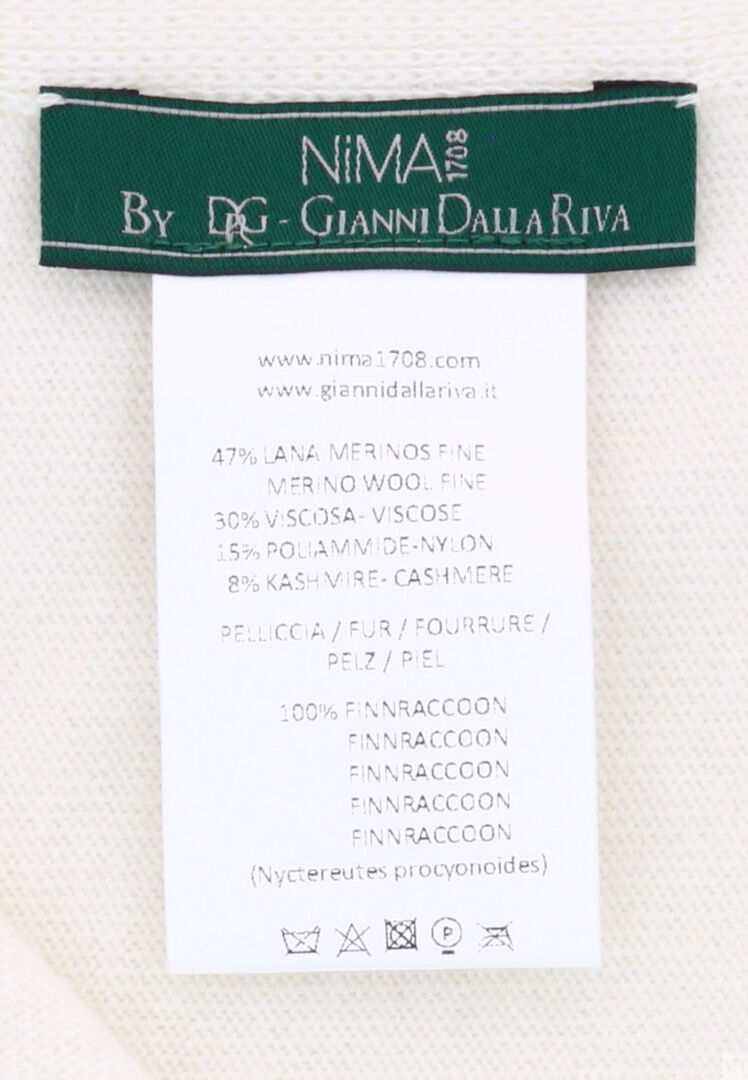 NiMA 1708
By DRG - Gianni Dalla Riva
www.nima1708.com
www.giannidallariva.it
47% LANA MERINOS FINE
MERINO WOOL FINE
30% VISCOSA- VISCOSE
15% POLIAMMIDE-NYLON
8% KASHMIRE- CASHMERE
PELLICCIA / FUR / FOURRURE /
PELZ / PIEL
100% FINNRACCOON
FINNRACCOON
FINNRACCOON
FINNRACCOON
FINNRACCOON
(Nyctereutes procyonoides)
P